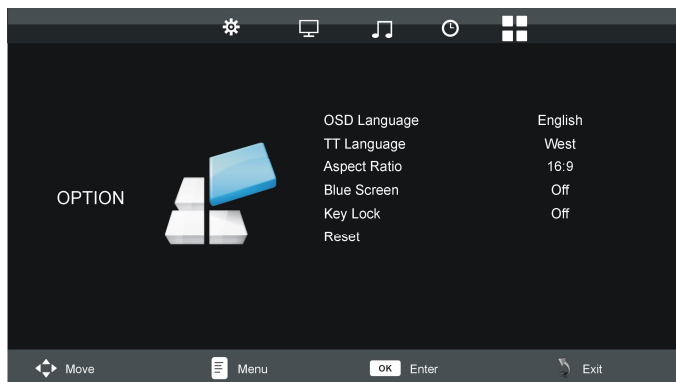 OPTION
OSD Language English
TT Language West
Aspect Ratio 16:9
Blue Screen Off
Key Lock Off
Reset
Move Menu OK Enter Exit